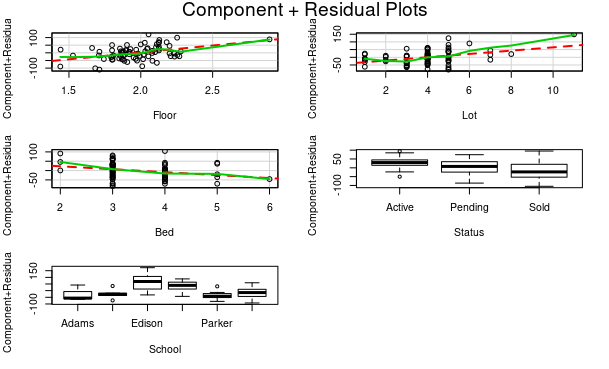 Component + Residual Plots
Component+Residua
-100
50
1.5
2.0
2.5
Floor
Component+Residua
-50
150
2
4
6
8
10
Lot
Component+Residua
-50
100
2
3
4
5
6
Bed
Component+Residua
-100
50
Active
Pending
Sold
Status
Component+Residua
-100
150
Adams
Edison
Parker
School